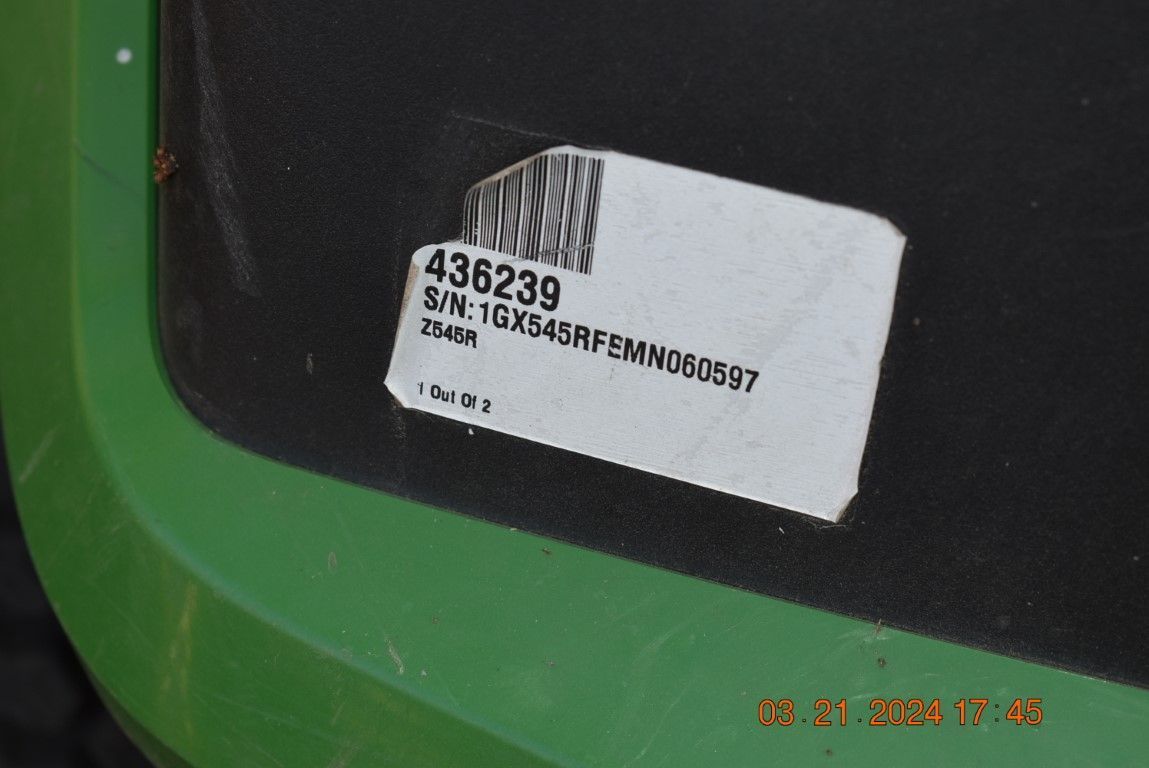 436239
S/N:1GX545RFEMN060597
Z545R
1 Out Of 2
03.21.2024 17:45